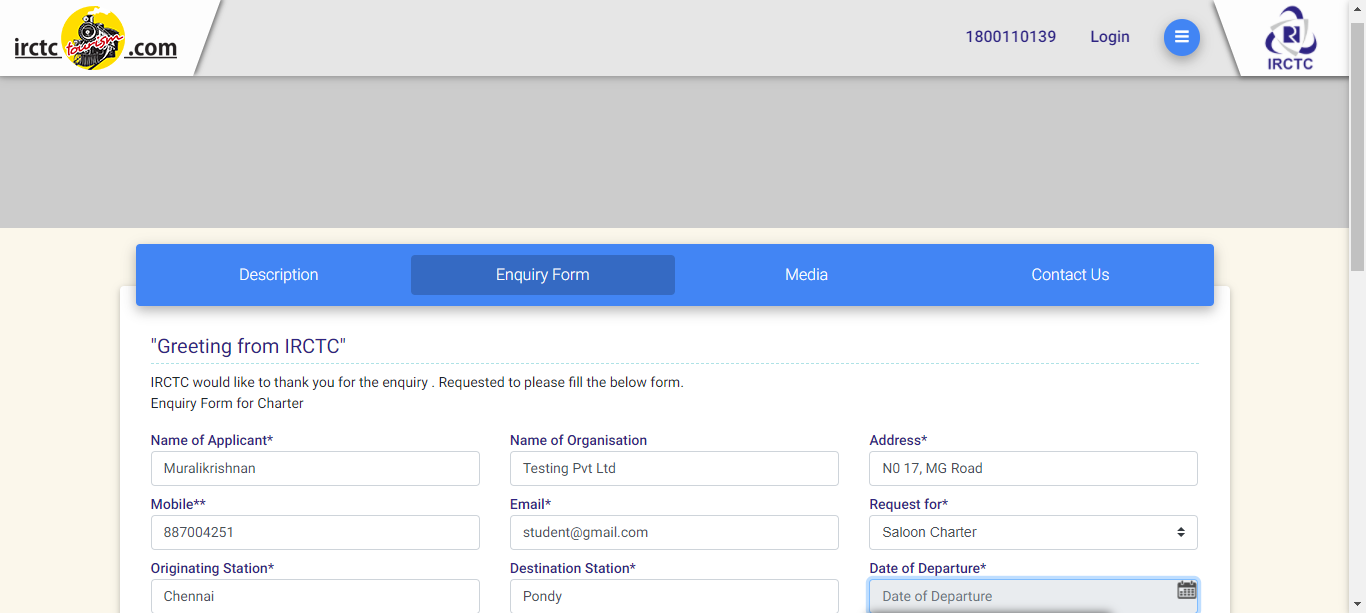 irctc tourism .com
1800110139 Login
IRCTC
Description Enquiry Form Media Contact Us
"Greeting from IRCTC"
IRCTC would like to thank you for the enquiry . Requested to please fill the below form.
Enquiry Form for Charter
Name of Applicant* Name of Organisation Address*
Muralikrishnan Testing Pvt Ltd N0 17, MG Road
Mobile** Email* Request for*
887004251 student@gmail.com Saloon Charter
Originating Station* Destination Station* Date of Departure*
Chennai Pondy Date of Departure